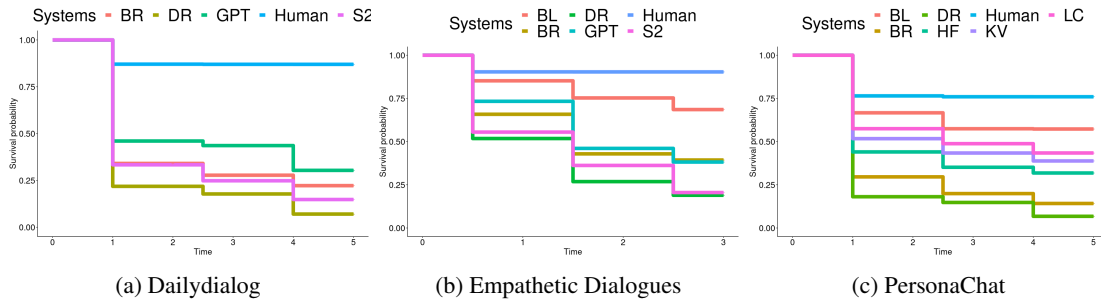 Systems BR DR GPT Human S2
Survival probability
1.00
0.75
0.50
0.25
0.00
0 1 2 3 4 5
Time
(a) Dailydialog
Systems BL DR Human
BR GPT S2
Survival probability
1.00
0.75
0.50
0.25
0.00
0 1 2 3
Time
(b) Empathetic Dialogues
Systems BL DR Human LC
BR HF KV
Survival probability
1.00
0.75
0.50
0.25
0.00
0 1 2 3 4 5
Time
(c) PersonaChat